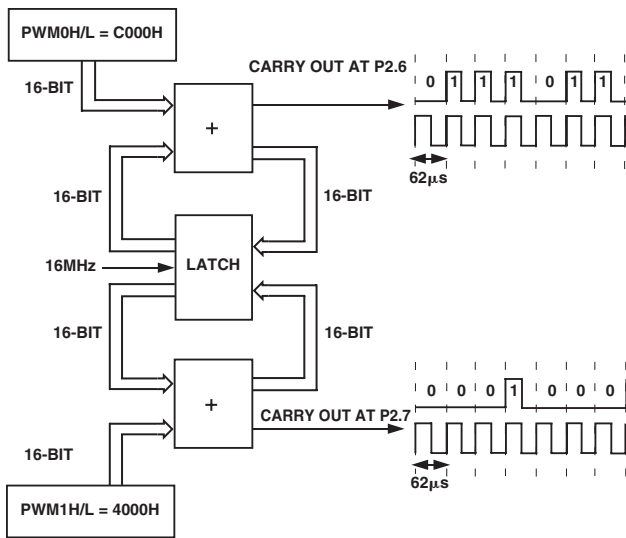 PWM0H/L = C000H
16-BIT
CARRY OUT AT P2.6
0 1 1 1 0 1 1
+
62μs
16-BIT
16-BIT
16MHz
LATCH
16-BIT
16-BIT
0 0 0 1 0 0 0
+
CARRY OUT AT P2.7
16-BIT
62μs
PWM1H/L = 4000H